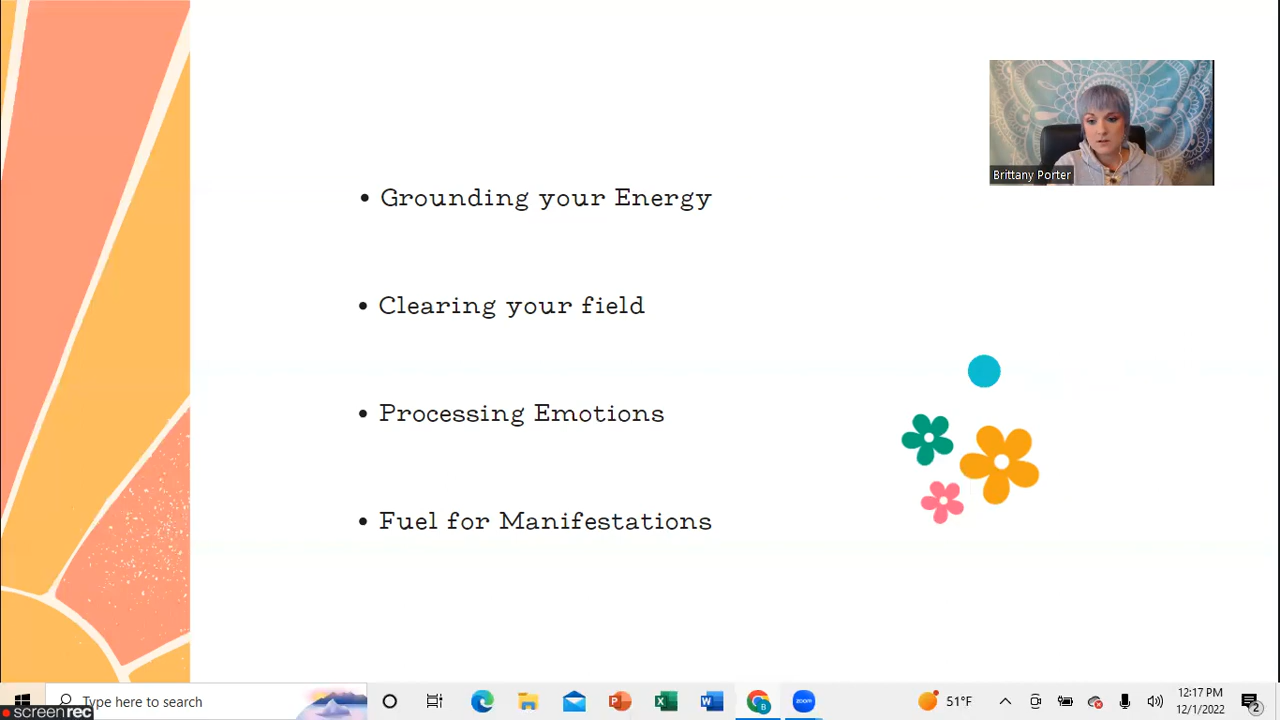 Brittany Porter
• Grounding your Energy
• Clearing your field
• Processing Emotions
• Fuel for Manifestations
Type here to search
51°F
12:17 PM
12/1/2022
2
screenrec